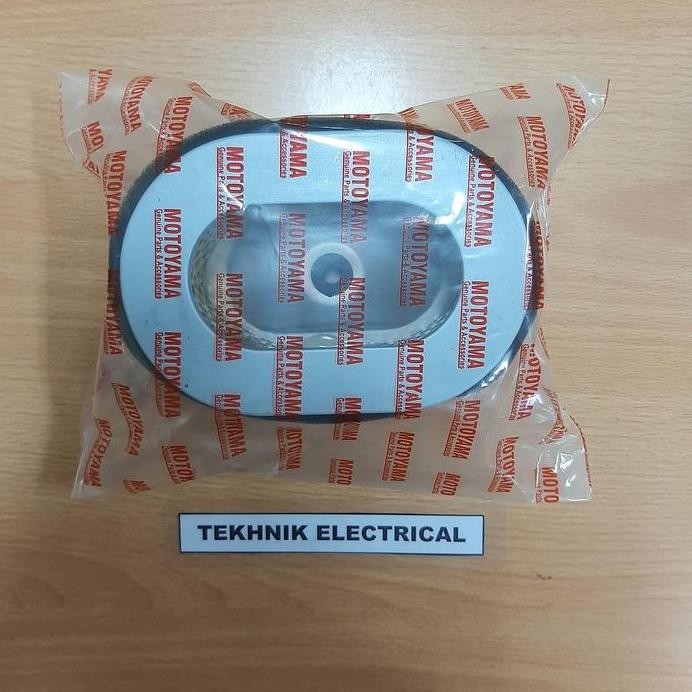 MOTOYAMA
Genuine Parts & Accessories
TEKHNIK ELECTRICAL